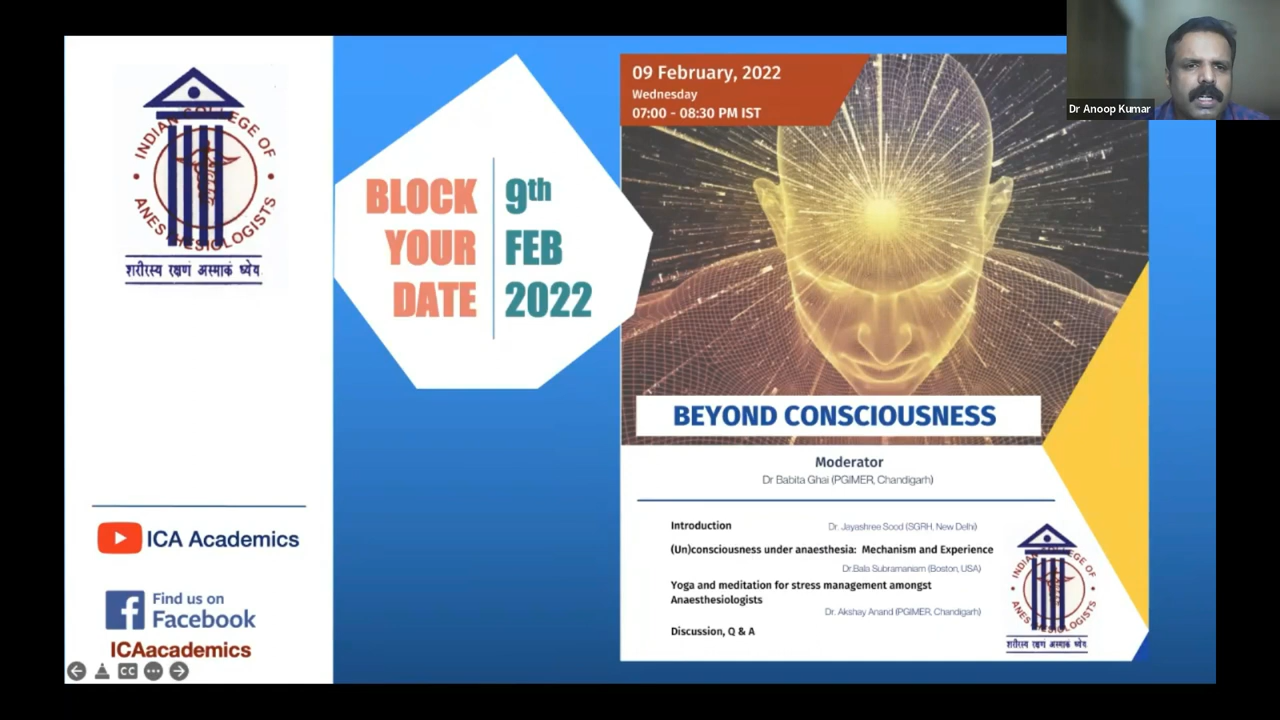 INDIAN COLLEGE OF
ANESTHESIOLOGISTS
शरीरस्य रक्षणं अस्माकं ध्येय
ICA Academics
Find us on
Facebook
ICAacademics
CC
BLOCK
YOUR
DATE
9th
FEB
2022
09 February, 2022
Wednesday
07:00 - 08:30 PM IST
BEYOND CONSCIOUSNESS
Moderator
Dr Babita Ghai (PGIMER, Chandigarh)
Introduction
Dr. Jayashree Sood (SGRH, New Delhi)
(Un)consciousness under anaesthesia: Mechanism and Experience
Dr.Bala Subramaniam (Boston, USA)
Yoga and meditation for stress management amongst
Anaesthesiologists
Dr. Akshay Anand (PGIMER, Chandigarh)
Discussion, Q & A
INDIAN COLLEGE OF
ANESTHESIOLOGISTS
शरीरस्य रक्षणं अस्माकं ध्येय
Dr Anoop Kumar